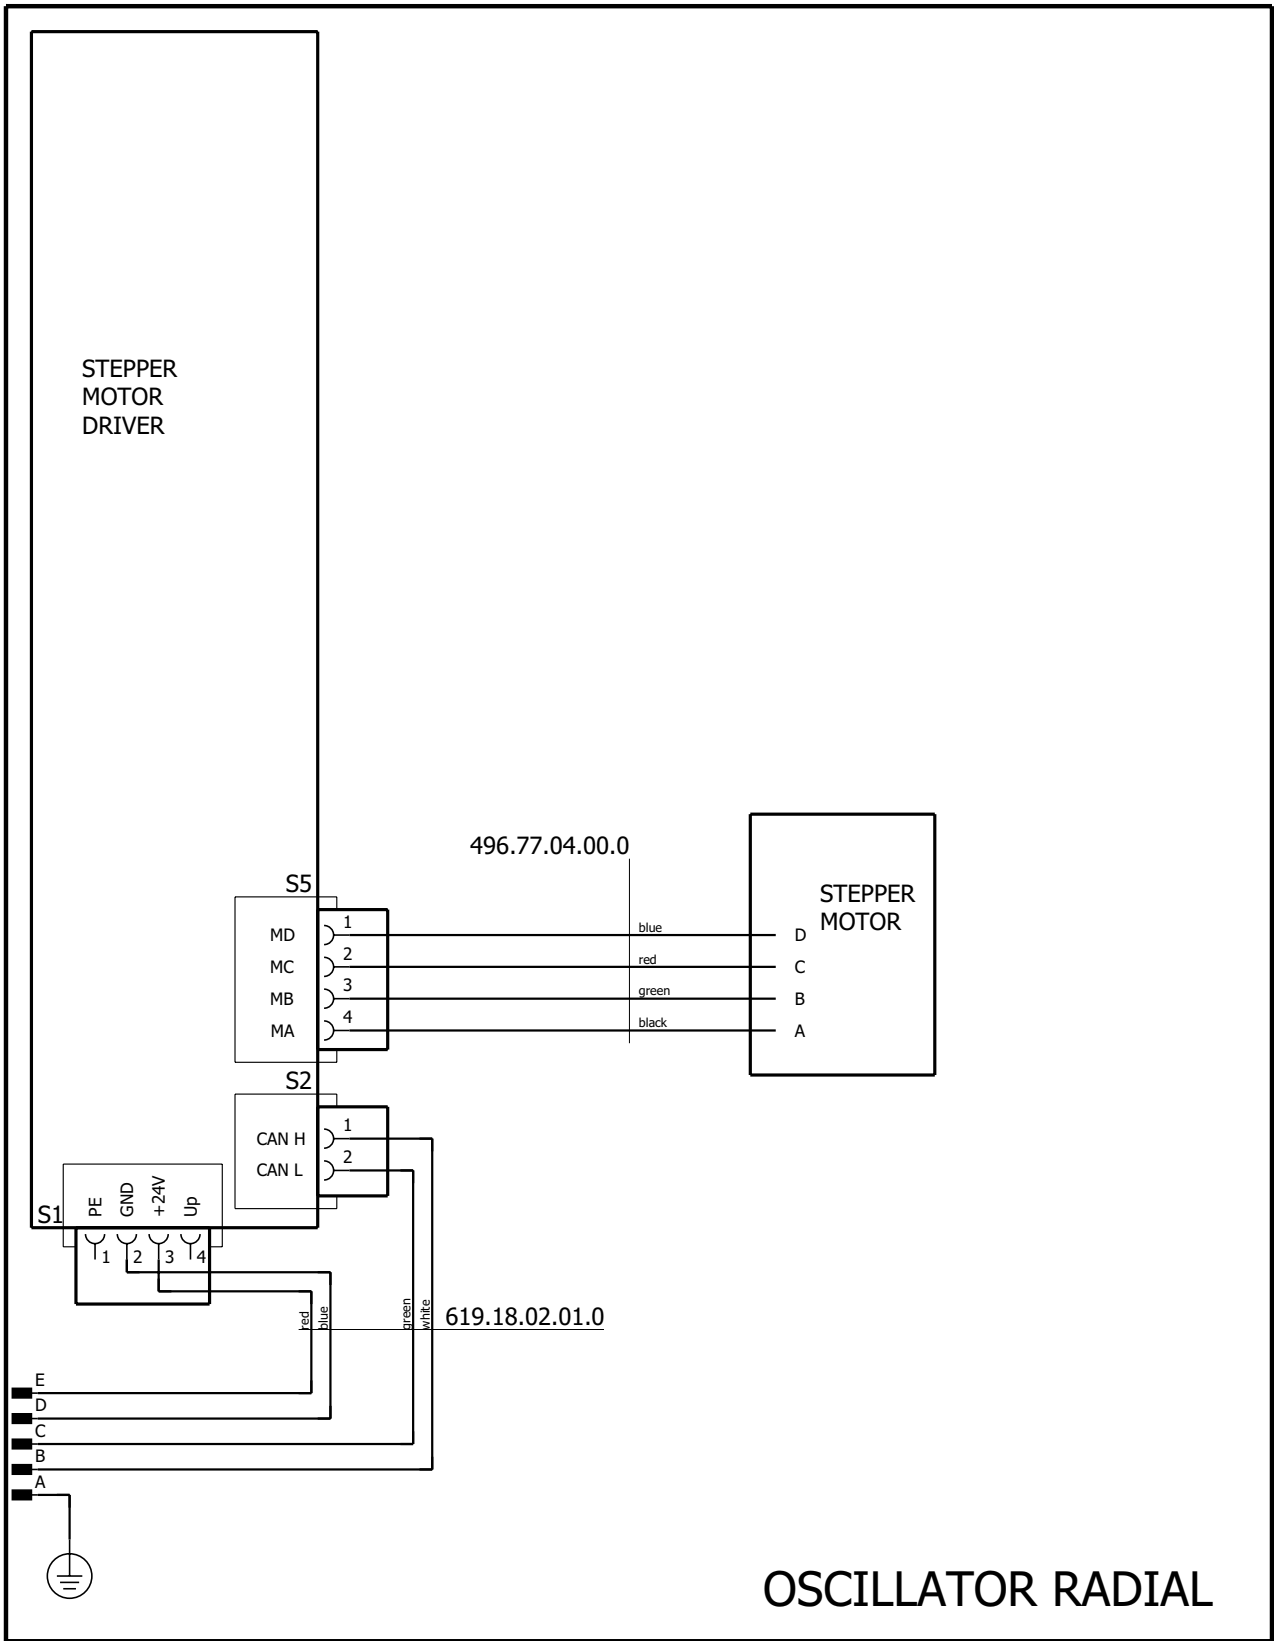 STEPPER
MOTOR
DRIVER
496.77.04.00.0
STEPPER
MOTOR
S5
MD 1 blue D
MC 2 red C
MB 3 green B
MA 4 black A
S2
CAN H 1
CAN L 2
S1 PE GND +24V Up
1 2 3 4
red blue green white 619.18.02.01.0
E
D
C
B
A
OSCILLATOR RADIAL